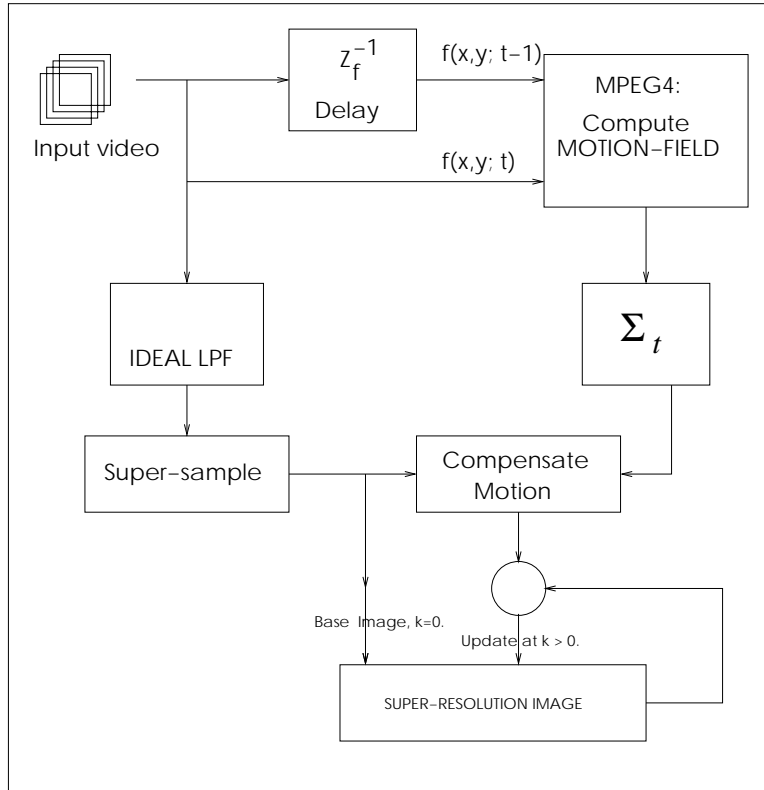 Z_f^{-1}
Delay
f(x,y; t−1)
MPEG4:
Compute
MOTION−FIELD
Input video
f(x,y; t)
IDEAL LPF
Σ_t
Super−sample
Compensate
Motion
Base Image, k=0.
Update at k > 0.
SUPER−RESOLUTION IMAGE